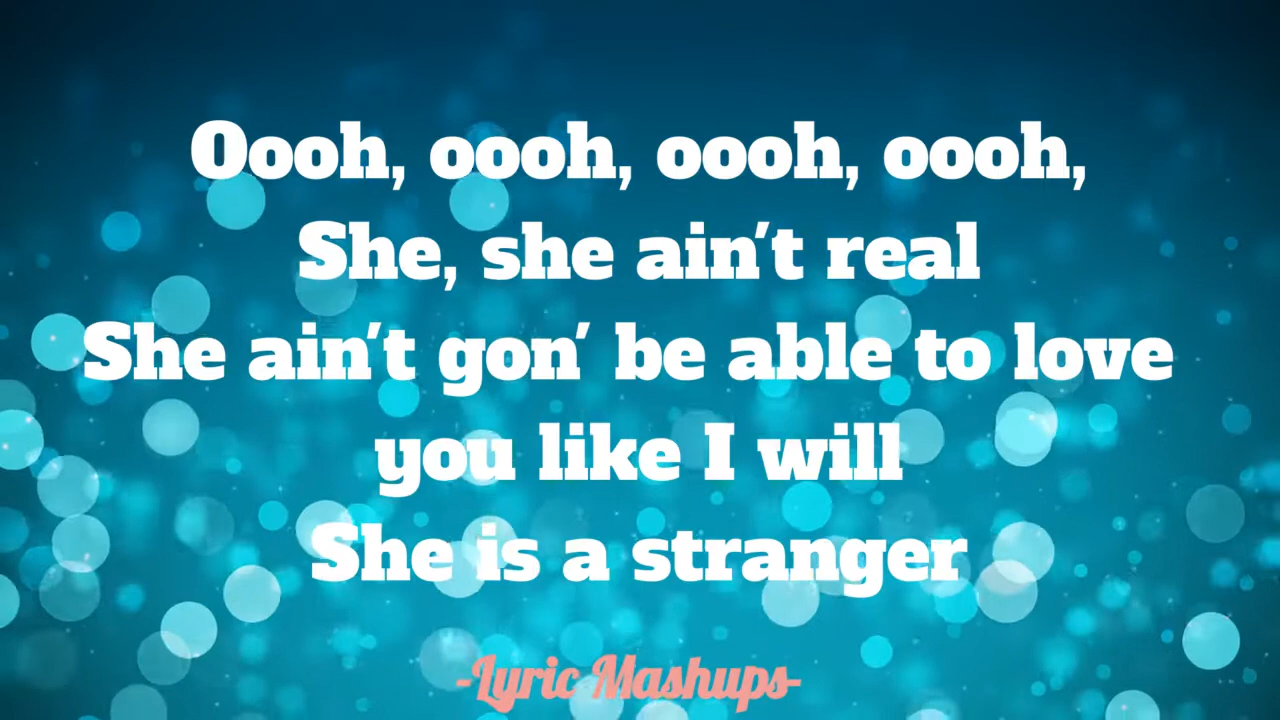 Oooh, oooh, oooh, oooh,
She, she ain't real
She ain't gon' be able to love
you like I will
She is a stranger
-Lyric Mashups-